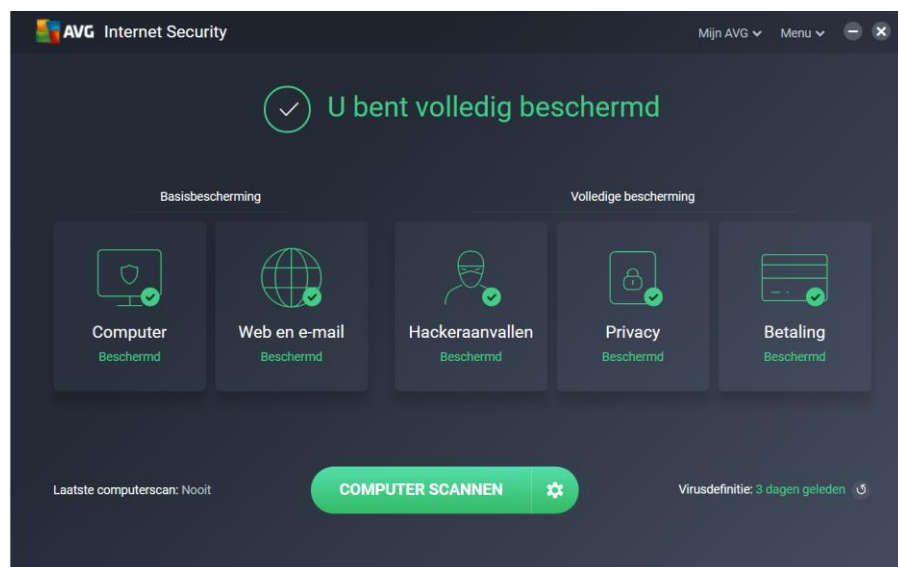 AVG Internet Security
Mijn AVG Menu
U bent volledig beschermd
Basisbescherming
Volledige bescherming
Computer
Beschermd
Web en e-mail
Beschermd
Hackeraanvallen
Beschermd
Privacy
Beschermd
Betaling
Beschermd
Laatste computerscan: Nooit
COMPUTER SCANNEN
Virusdefinitie: 3 dagen geleden